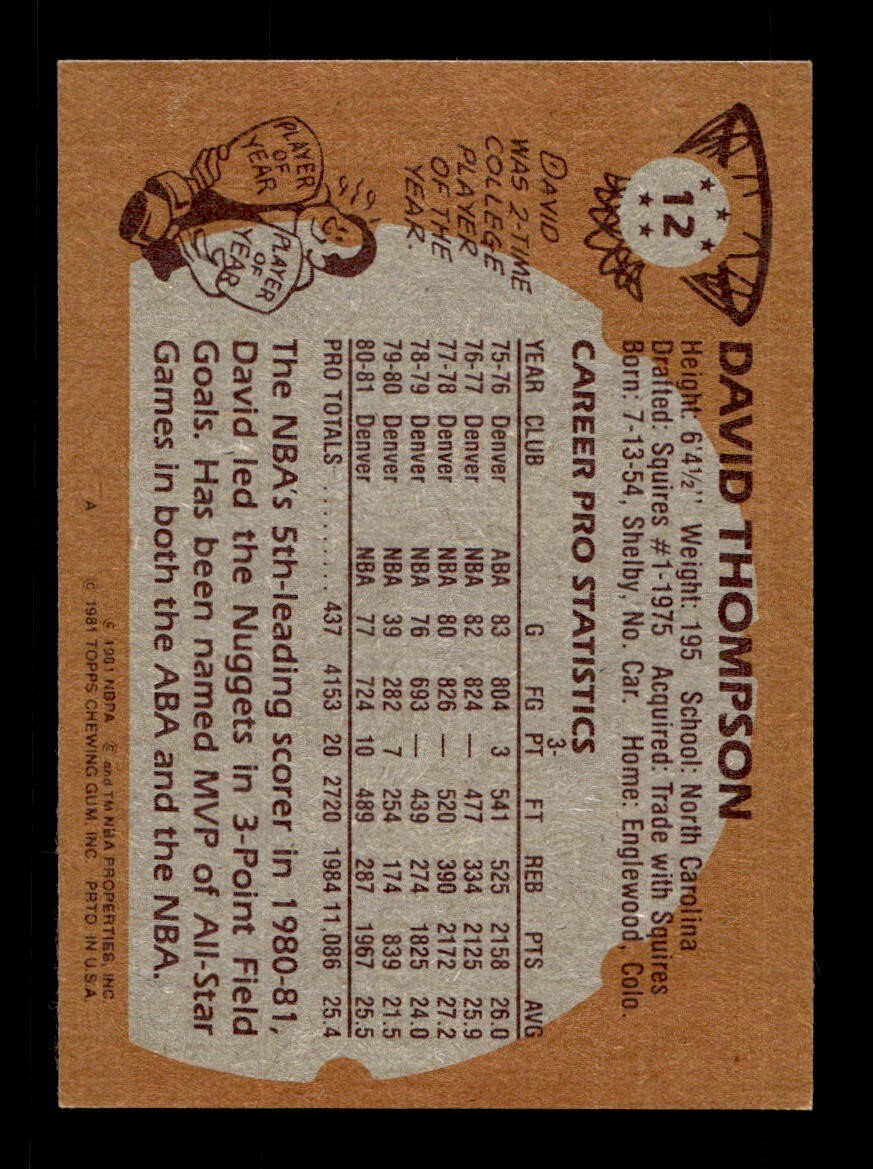 12
DAVID THOMPSON
Height: 6'4½" Weight: 195 School: North Carolina
Drafted: Squires #1-1975 Acquired: Trade with Squires
Born: 7-13-54, Shelby, No. Car. Home: Englewood, Colo.
CAREER PRO STATISTICS
YEAR CLUB G FG 3-PT FT REB PTS AVG
75-76 Denver ABA 83 804 3 541 525 2158 26.0
76-77 Denver NBA 82 824 — 477 334 2125 25.9
77-78 Denver NBA 80 826 — 520 390 2172 27.2
78-79 Denver NBA 76 693 — 439 274 1825 24.0
79-80 Denver NBA 39 282 7 254 174 839 21.5
80-81 Denver NBA 77 724 10 489 287 1967 25.5
PRO TOTALS .......... 437 4153 20 2720 1984 11,086 25.4
The NBA's 5th-leading scorer in 1980-81,
David led the Nuggets in 3-Point Field
Goals. Has been named MVP of All-Star
Games in both the ABA and the NBA.
DAVID
WAS 2-TIME
COLLEGE
PLAYER
OF THE
YEAR.
PLAYER
OF
YEAR
PLAYER
OF
YEAR
© 1981 NBPA © and TM NBA PROPERTIES, INC
A © 1981 TOPPS CHEWING GUM, INC. PRTD. IN U.S.A.